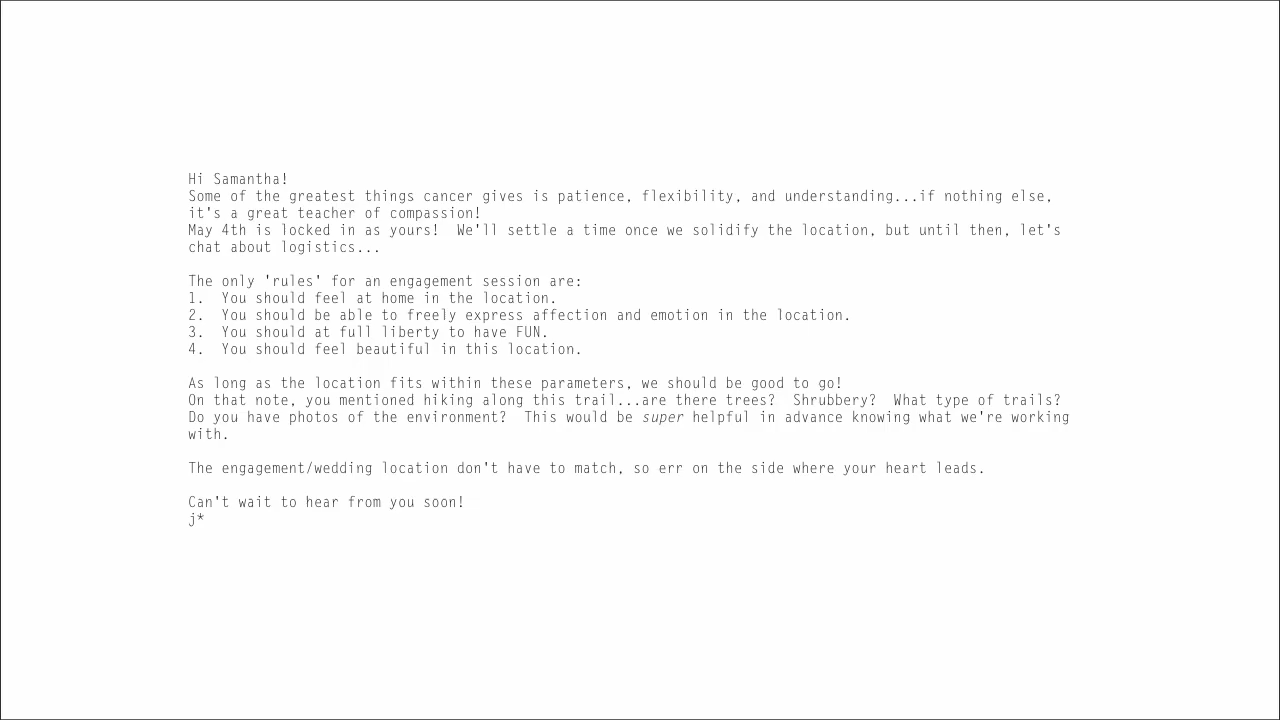 Hi Samantha!
Some of the greatest things cancer gives is patience, flexibility, and understanding...if nothing else,
it's a great teacher of compassion!
May 4th is locked in as yours!  We'll settle a time once we solidify the location, but until then, let's
chat about logistics...
The only 'rules' for an engagement session are:
1.  You should feel at home in the location.
2.  You should be able to freely express affection and emotion in the location.
3.  You should at full liberty to have FUN.
4.  You should feel beautiful in this location.
As long as the location fits within these parameters, we should be good to go!
On that note, you mentioned hiking along this trail...are there trees?  Shrubbery?  What type of trails?
Do you have photos of the environment?  This would be super helpful in advance knowing what we're working
with.
The engagement/wedding location don't have to match, so err on the side where your heart leads.
Can't wait to hear from you soon!
j*